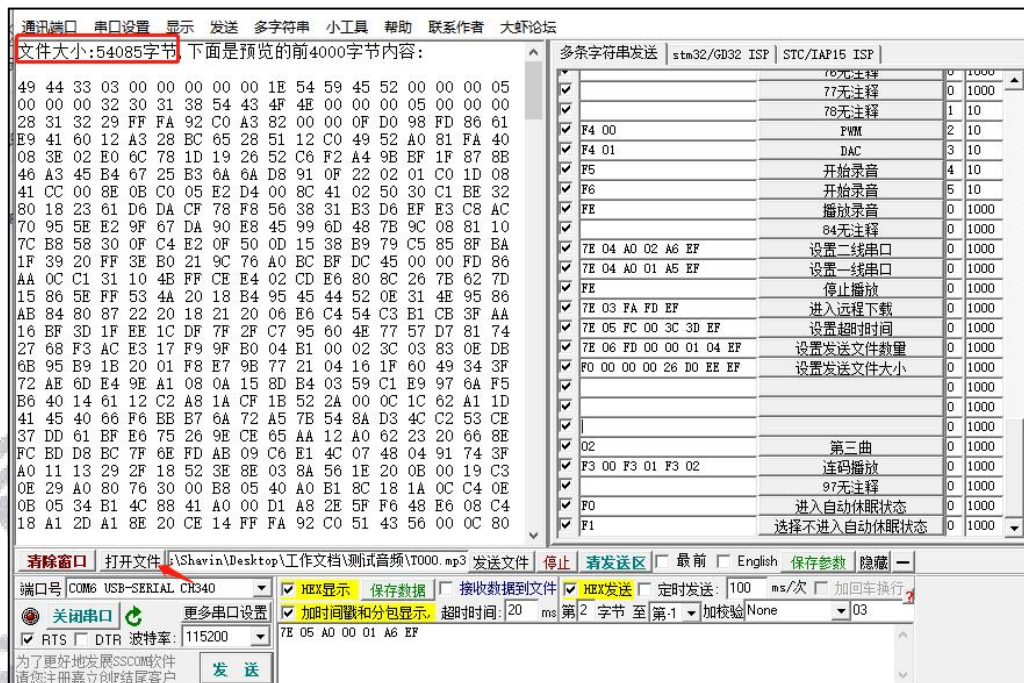 通讯端口 串口设置 显示 发送 多字符串 小工具 帮助 联系作者 大虾论坛
文件大小:54085字节,下面是预览的前4000字节内容:
49 44 33 03 00 00 00 00 00 1E 54 59 45 52 00 00 00 05
00 00 00 32 30 31 38 54 43 4F 4E 00 00 00 05 00 00 00
28 31 32 29 FF FA 92 C0 A3 82 00 00 0F D0 98 FD 86 61
E9 41 60 12 A3 28 BC 65 28 51 12 C0 49 52 A0 81 FA 40
08 3E 02 E0 6C 78 1D 19 26 52 C6 F2 A4 9B BF 1F 87 8B
46 A3 45 B4 67 25 B3 6A 6A D8 91 0F 22 02 01 C0 1D 08
41 CC 00 8E 0B C0 05 E2 D4 00 8C 41 02 50 30 C1 BE 32
80 18 23 61 D6 DA CF 78 F8 56 38 31 B3 D6 EF E3 C8 AC
70 95 5E E2 9F 67 DA 90 E8 45 99 6D 48 7B 9C 08 81 10
7C B8 58 30 0F C4 E2 0F 50 0D 15 38 B9 79 C5 85 8F BA
1F 39 20 FF 3E B0 21 9C 76 A0 BC BF DC 45 00 00 FD 86
AA 0C C1 31 10 4B FF CE E4 02 CD E6 80 8C 26 7B 62 7D
15 86 5E FF 53 4A 20 18 B4 95 45 44 52 0E 31 4E 95 86
AB 84 80 87 22 20 18 21 20 06 E6 C4 54 C3 B1 CB 3F AA
16 BF 3D 1F EE 1C DF 7F 2F C7 95 60 4E 77 57 D7 81 74
27 68 F3 AC E3 17 F9 9F B0 04 B1 00 02 3C 03 83 0E DB
6B 95 B9 1B 20 01 F8 E7 9B 77 21 04 16 1F 60 49 34 3F
72 AE 6D E4 9E A1 08 0A 15 8D B4 03 59 C1 E9 97 6A F5
B6 40 14 61 12 C2 A8 1A CF 1B 52 2A 00 0C 1C 62 A1 1D
41 45 40 66 F6 BB B7 6A 72 A5 7B 54 8A D3 4C C2 53 CE
37 DD 61 BF E6 75 26 9E CE 65 AA 12 A0 62 23 20 66 8E
FC BD D8 BC 7F 6E FD AB 09 C6 E1 4C 07 48 04 91 74 3F
A0 11 13 29 2F 18 52 3E 8E 03 8A 56 1E 20 0B 00 19 C3
0E 29 A0 80 76 30 00 B8 05 40 A0 B1 8C 18 1A 0C C4 0E
0B 05 34 B1 4C 88 41 A0 00 D1 A8 2E 5F F6 48 E6 08 C4
18 A1 2D A1 8E 20 CE 14 FF FA 92 C0 51 43 56 00 0C 80
多条字符串发送 stm32/GD32 ISP STC/IAP15 ISP
76无注释 0 1000
77无注释 0 1000
78无注释 1 10
F4 00 PWM 2 10
F4 01 DAC 3 10
F5 开始录音 4 10
F6 开始录音 5 10
FE 播放录音 0 1000
84无注释 0 1000
7E 04 A0 02 A6 EF 设置二线串口 0 1000
7E 04 A0 01 A5 EF 设置一线串口 0 1000
FE 停止播放 0 1000
7E 03 FA FD EF 进入远程下载 0 1000
7E 05 FC 00 3C 3D EF 设置超时时间 0 1000
7E 06 FD 00 00 01 04 EF 设置发送文件数量 0 1000
F0 00 00 00 26 D0 EE EF 设置发送文件大小 0 1000
0 1000
0 1000
0 1000
02 第三曲 0 1000
F3 00 F3 01 F3 02 连码播放 0 1000
97无注释 0 1000
F0 进入自动休眠状态 0 1000
F1 选择不进入自动休眠状态 0 1000
清除窗口 打开文件 :\Shavin\Desktop\工作文档\测试音频\T000.mp3 发送文件 停止 清发送区 最前 English 保存参数 隐藏
端口号 COM6 USB-SERIAL CH340 HEX显示 保存数据 接收数据到文件 HEX发送 定时发送: 100 ms/次 加回车换行
关闭串口 更多串口设置 加时间戳和分包显示, 超时时间: 20 ms 第 2 字节 至 第-1 加校验 None 03
RTS DTR 波特率: 115200 7E 05 A0 00 01 A6 EF
为了更好地发展SSCOM软件
请您注册嘉立创F结尾客户
发 送